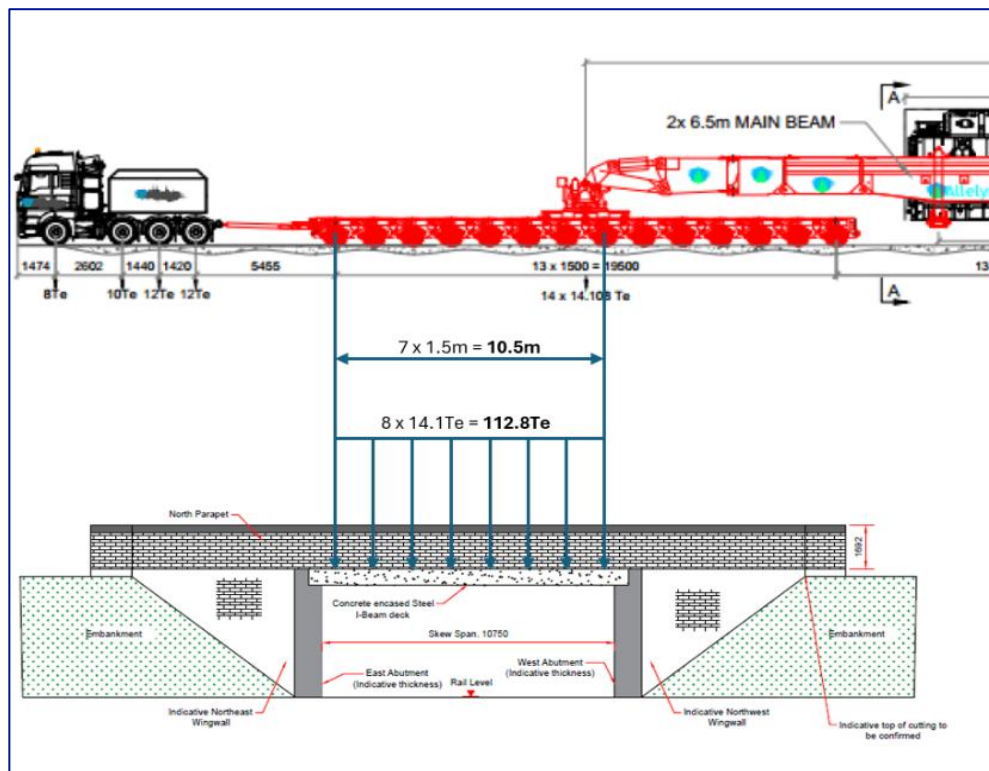 A
2x 6.5m MAIN BEAM
1474
2602
1440
1420
5455
13 x 1500 = 19500
13
8Te
10Te
12Te
12Te
14 x 14.108 Te
A
7 x 1.5m = 10.5m
8 x 14.1Te = 112.8Te
North Parapet
1692
Concrete encased Steel
I-Beam deck
Embankment
Skew Span. 10750
Embankment
East Abutment
(Indicative thickness)
Rail Level
West Abutment
(Indicative thickness)
Indicative Northeast
Wingwall
Indicative Northwest
Wingwall
Indicative top of cutting to
be confirmed